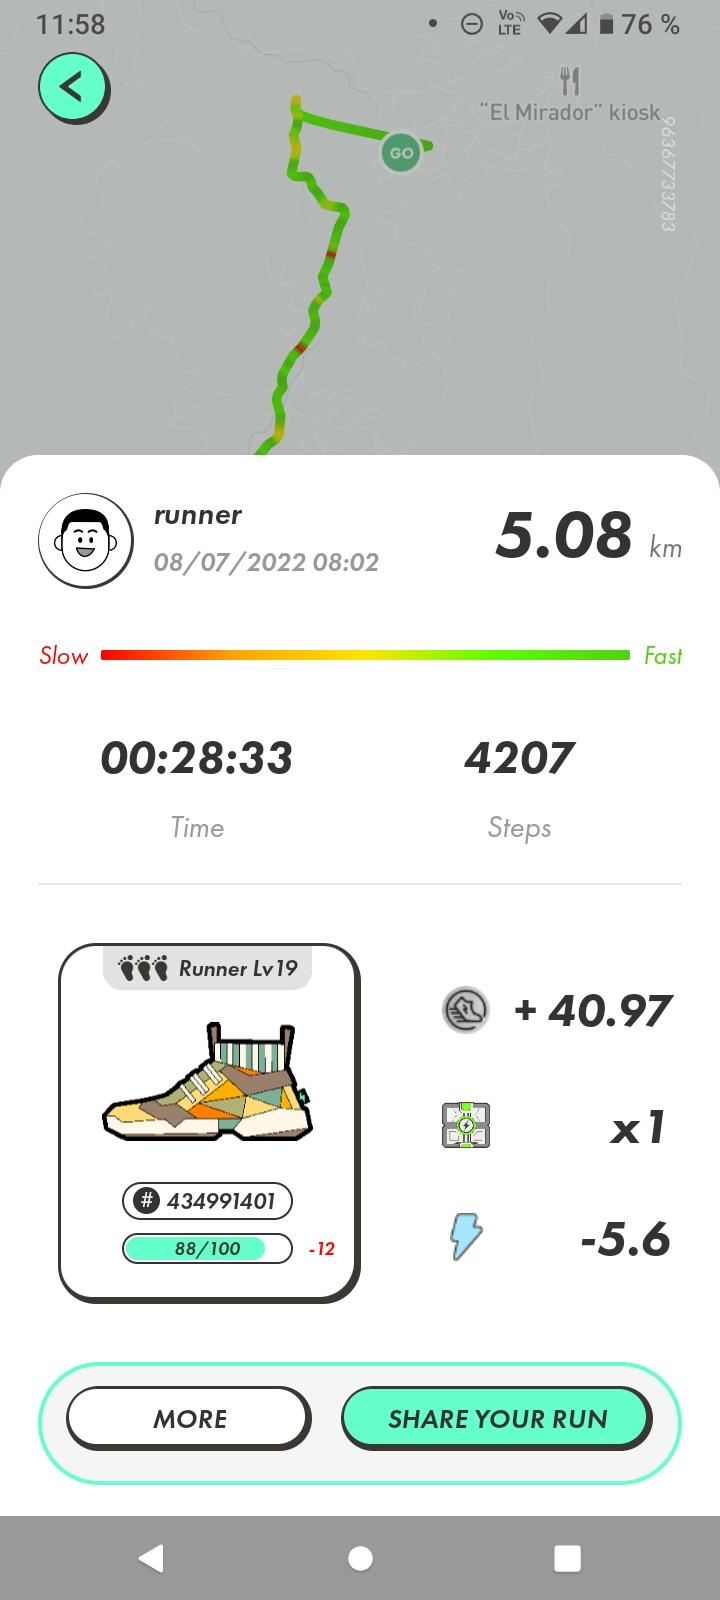 11:58
Vo
LTE
76 %
<
"El Mirador" kiosk
96367733783
GO
runner
5.08 km
08/07/2022 08:02
Slow
Fast
00:28:33
4207
Time
Steps
Runner Lv19
+ 40.97
x1
# 434991401
88/100 -12
-5.6
MORE
SHARE YOUR RUN